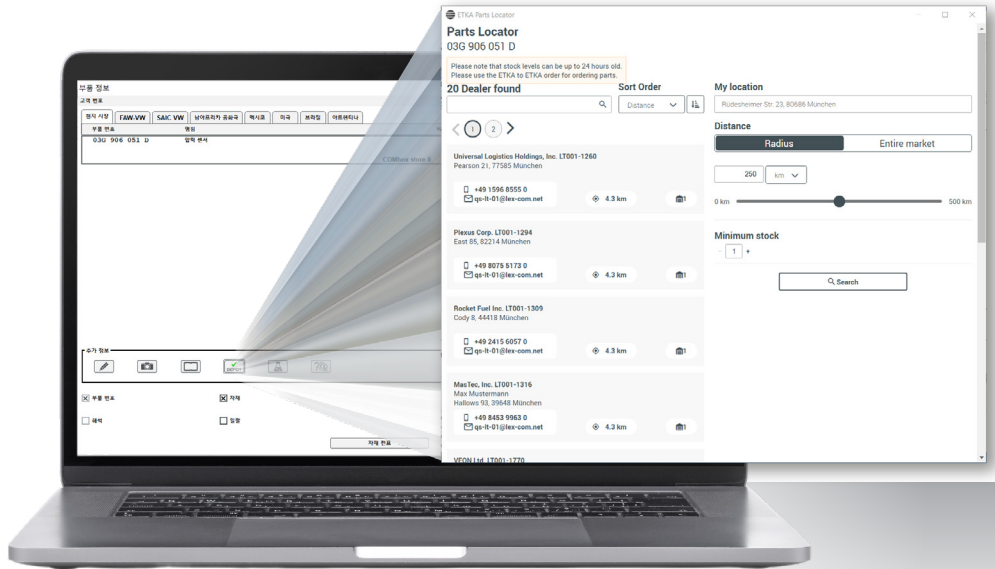 ETKA Parts Locator
Parts Locator
03G 906 051 D
Please note that stock levels can be up to 24 hours old.
Please use the ETKA to ETKA order for ordering parts.
20 Dealer found
Sort Order
Distance
1 2
Universal Logistics Holdings, Inc. LT001-1260
Pearson 21, 77585 München
+49 1596 8555 0
qs-lt-01@lex-com.net
4.3 km
1
Plexus Corp. LT001-1294
East 85, 82214 München
+49 8075 5173 0
qs-lt-01@lex-com.net
4.3 km
1
Rocket Fuel Inc. LT001-1309
Cody 8, 44418 München
+49 2415 6057 0
qs-lt-01@lex-com.net
4.3 km
1
MasTec, Inc. LT001-1316
Max Mustermann
Hallows 93, 39648 München
+49 8453 9963 0
qs-lt-01@lex-com.net
4.3 km
1
VEON Ltd. LT001-1770
My location
Rüdesheimer Str. 23, 80686 München
Distance
Radius
Entire market
250
km
0 km
500 km
Minimum stock
- 1 +
Search
부품 정보
고객 번호
현지 시장
FAW-VW
SAIC VW
남아프리카 공화국
멕시코
미국
브라질
아르헨티나
부품 번호
명칭
03G 906 051 D
압력 센서
추가 정보
DEPOT
부품 번호
자재
해석
일람